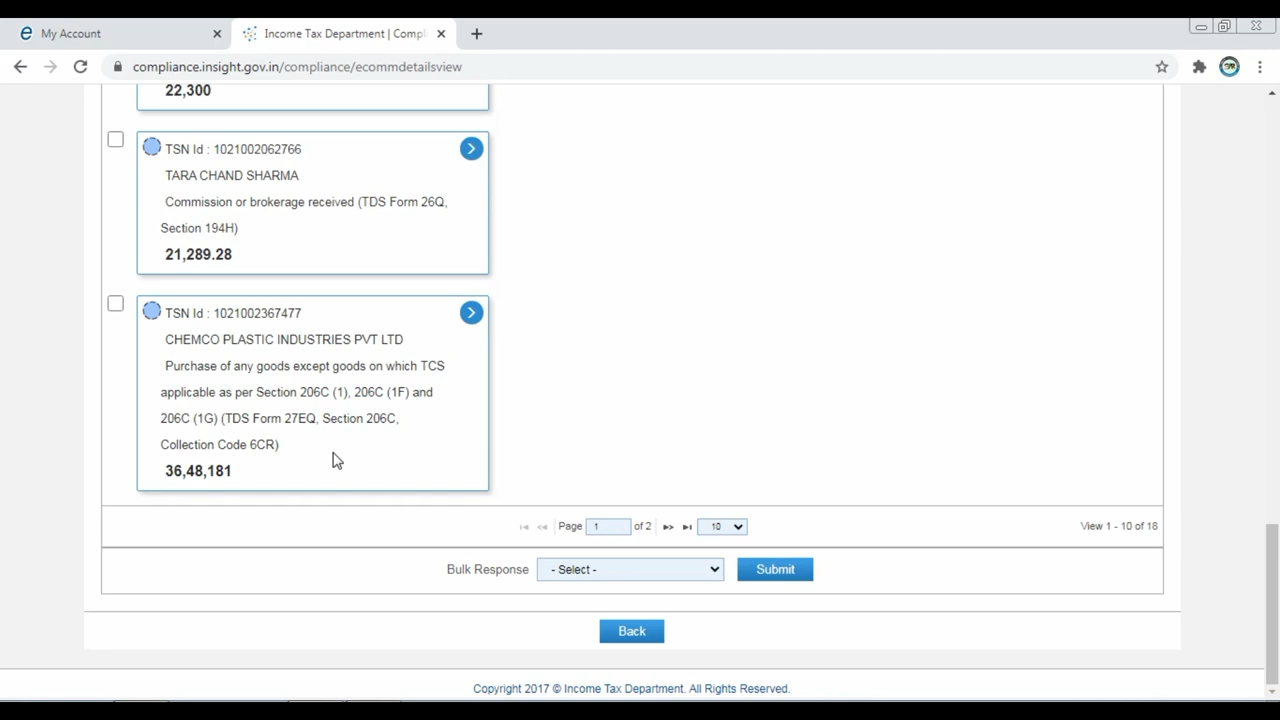 My Account
Income Tax Department | Compl
compliance.insight.gov.in/compliance/ecommdetailsview
22,300
TSN Id : 1021002062766
TARA CHAND SHARMA
Commission or brokerage received (TDS Form 26Q,
Section 194H)
21,289.28
TSN Id : 1021002367477
CHEMCO PLASTIC INDUSTRIES PVT LTD
Purchase of any goods except goods on which TCS
applicable as per Section 206C (1), 206C (1F) and
206C (1G) (TDS Form 27EQ, Section 206C,
Collection Code 6CR)
36,48,181
Page 1 of 2 10 View 1 - 10 of 18
Bulk Response - Select - Submit
Back
Copyright 2017 © Income Tax Department. All Rights Reserved.